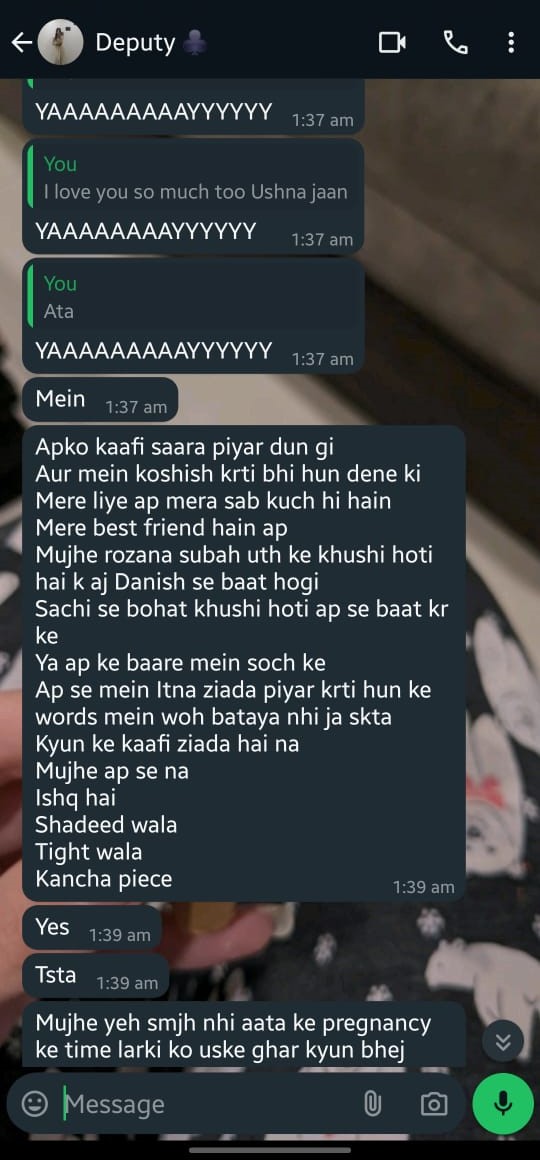 Deputy ♣️
YAAAAAAAAAYYYYYY
1:37 am
You
I love you so much too Ushna jaan
YAAAAAAAAYYYYYY
1:37 am
You
Ata
YAAAAAAAAAYYYYYY
1:37 am
Mein
1:37 am
Apko kaafi saara piyar dun gi
Aur mein koshish krti bhi hun dene ki
Mere liye ap mera sab kuch hi hain
Mere best friend hain ap
Mujhe rozana subah uth ke khushi hoti
hai k aj Danish se baat hogi
Sachi se bohat khushi hoti ap se baat kr
ke
Ya ap ke baare mein soch ke
Ap se mein Itna ziada piyar krti hun ke
words mein woh bataya nhi ja skta
Kyun ke kaafi ziada hai na
Mujhe ap se na
Ishq hai
Shadeed wala
Tight wala
Kancha piece
1:39 am
Yes
1:39 am
Tsta
1:39 am
Mujhe yeh smjh nhi aata ke pregnancy
ke time larki ko uske ghar kyun bhej
Message